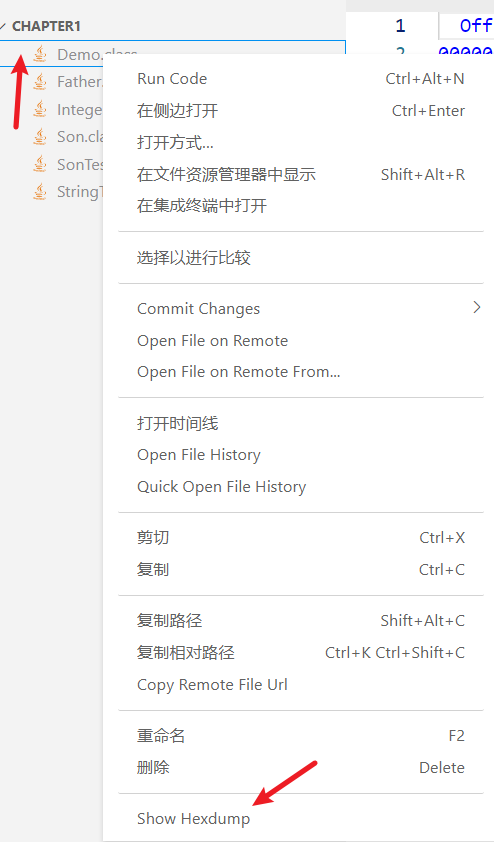 CHAPTER1
1 Off
Demo.class
00000
Father.
Run Code Ctrl+Alt+N
Intege
在侧边打开 Ctrl+Enter
Son.cla
打开方式...
SonTes
在文件资源管理器中显示 Shift+Alt+R
StringT
在集成终端中打开
选择以进行比较
Commit Changes
Open File on Remote
Open File on Remote From...
打开时间线
Open File History
Quick Open File History
剪切 Ctrl+X
复制 Ctrl+C
复制路径 Shift+Alt+C
复制相对路径 Ctrl+K Ctrl+Shift+C
Copy Remote File Url
重命名 F2
删除 Delete
Show Hexdump